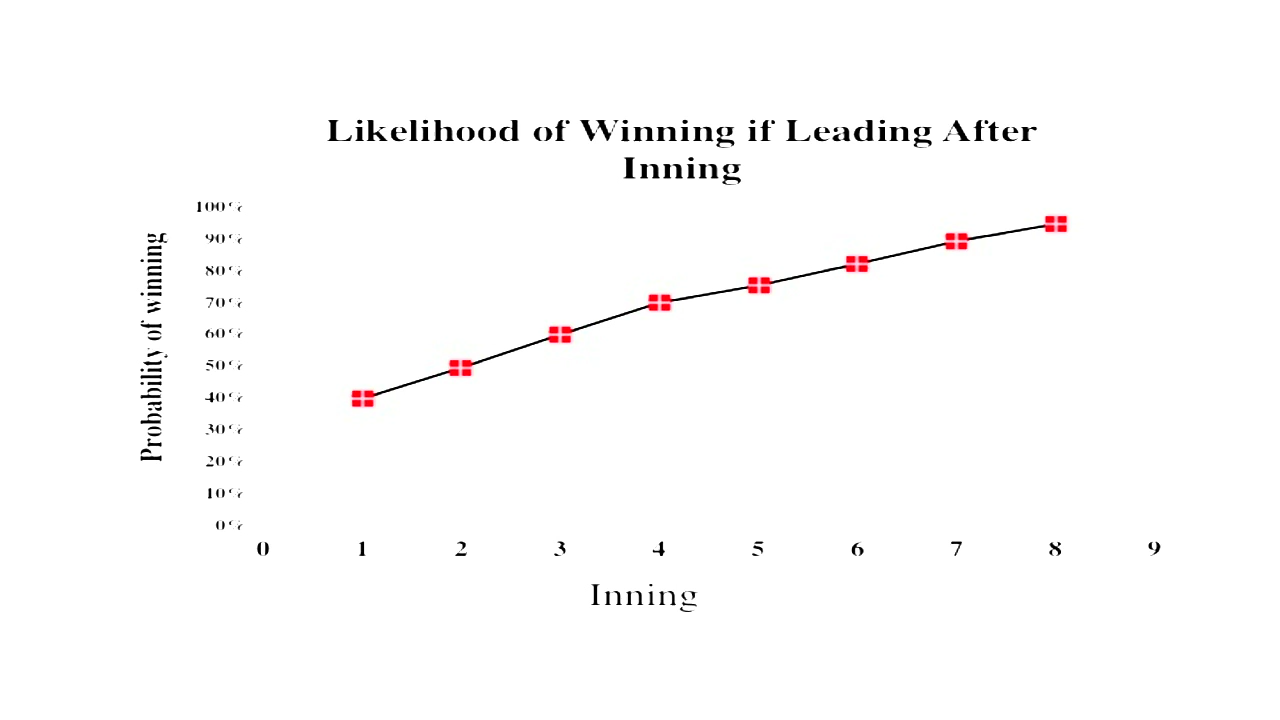 Likelihood of Winning if Leading After
Inning
Probability of winning
100%
90%
80%
70%
60%
50%
40%
30%
20%
10%
0%
0 1 2 3 4 5 6 7 8 9
Inning